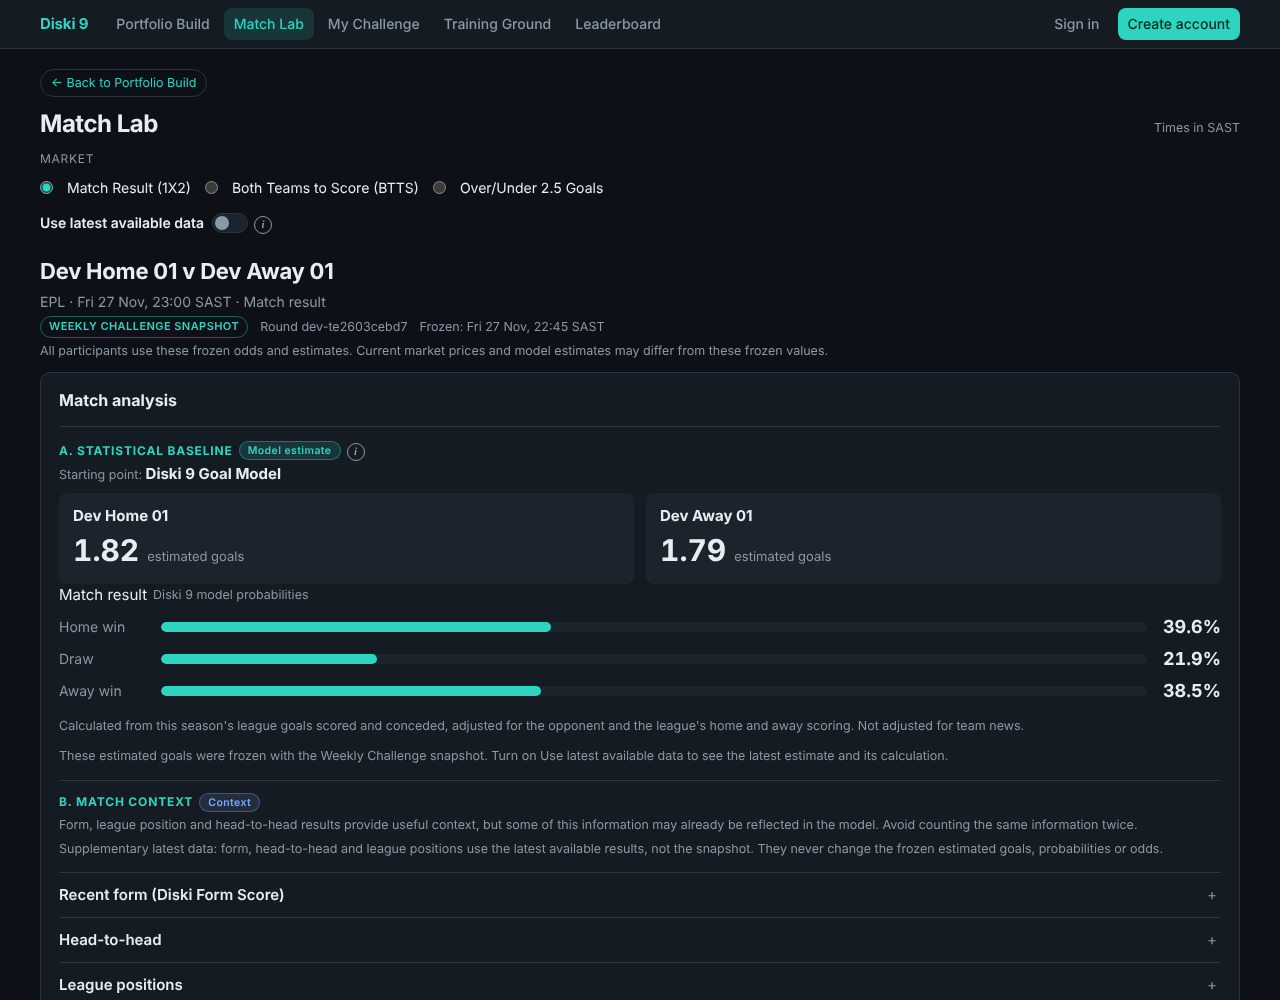 Diski 9 Portfolio Build Match Lab My Challenge Training Ground Leaderboard Sign in Create account
← Back to Portfolio Build
Match Lab
Times in SAST
MARKET
Match Result (1X2) Both Teams to Score (BTTS) Over/Under 2.5 Goals
Use latest available data i
Dev Home 01 v Dev Away 01
EPL · Fri 27 Nov, 23:00 SAST · Match result
WEEKLY CHALLENGE SNAPSHOT Round dev-te2603cebd7 Frozen: Fri 27 Nov, 22:45 SAST
All participants use these frozen odds and estimates. Current market prices and model estimates may differ from these frozen values.
Match analysis
A. STATISTICAL BASELINE Model estimate i
Starting point: Diski 9 Goal Model
Dev Home 01
1.82 estimated goals
Dev Away 01
1.79 estimated goals
Match result Diski 9 model probabilities
Home win 39.6%
Draw 21.9%
Away win 38.5%
Calculated from this season's league goals scored and conceded, adjusted for the opponent and the league's home and away scoring. Not adjusted for team news.
These estimated goals were frozen with the Weekly Challenge snapshot. Turn on Use latest available data to see the latest estimate and its calculation.
B. MATCH CONTEXT Context
Form, league position and head-to-head results provide useful context, but some of this information may already be reflected in the model. Avoid counting the same information twice.
Supplementary latest data: form, head-to-head and league positions use the latest available results, not the snapshot. They never change the frozen estimated goals, probabilities or odds.
Recent form (Diski Form Score) +
Head-to-head +
League positions +